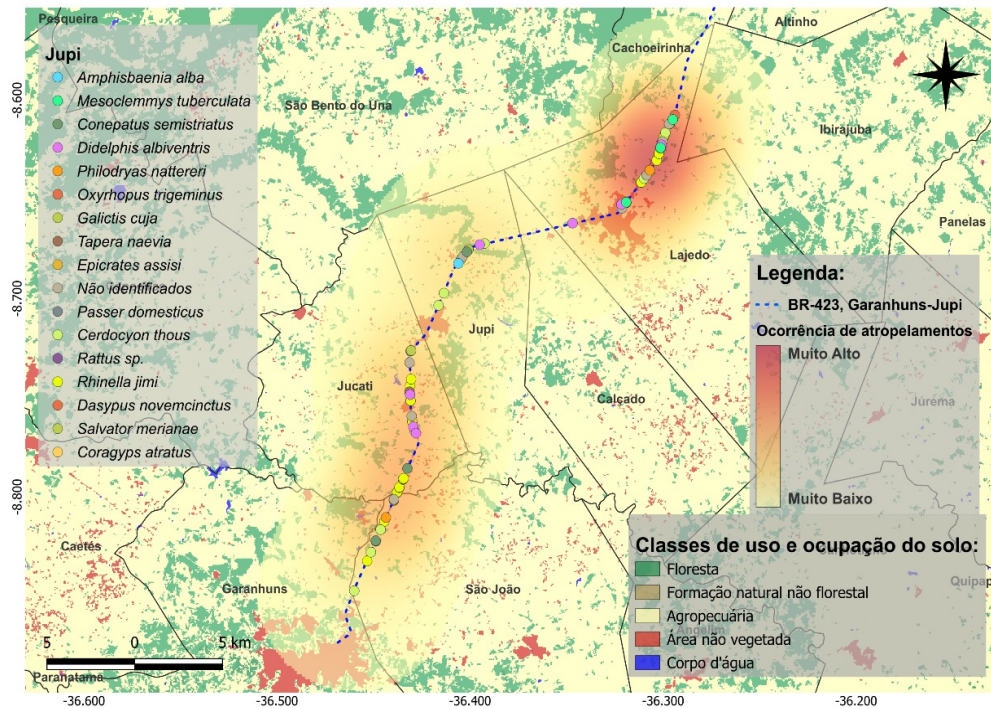 Pesqueira
Altinho
Cachoeirinha
Jupi
Amphisbaenia alba
Mesoclemmys tuberculata
Conepatus semistriatus
Didelphis albiventris
Philodryas nattereri
Oxyrhopus trigeminus
Galictis cuja
Tapera naevia
Epicrates assisi
Não identificados
Passer domesticus
Cerdocyon thous
Rattus sp.
Rhinella jimi
Dasypus novemcinctus
Salvator merianae
Coragyps atratus
São Bento do Una
Ibirajuba
Panelas
Lajedo
Jupi
Jucati
Calçado
Jurema
Caetés
Garanhuns
São João
Angelim
Paranatama
Legenda:
BR-423, Garanhuns-Jupi
Ocorrência de atropelamentos
Muito Alto
Muito Baixo
Classes de uso e ocupação do solo:
Floresta
Formação natural não florestal
Agropecuária
Área não vegetada
Corpo d'água
5 0 5 km
-8.600
-8.700
-8.800
-36.600 -36.500 -36.400 -36.300 -36.200